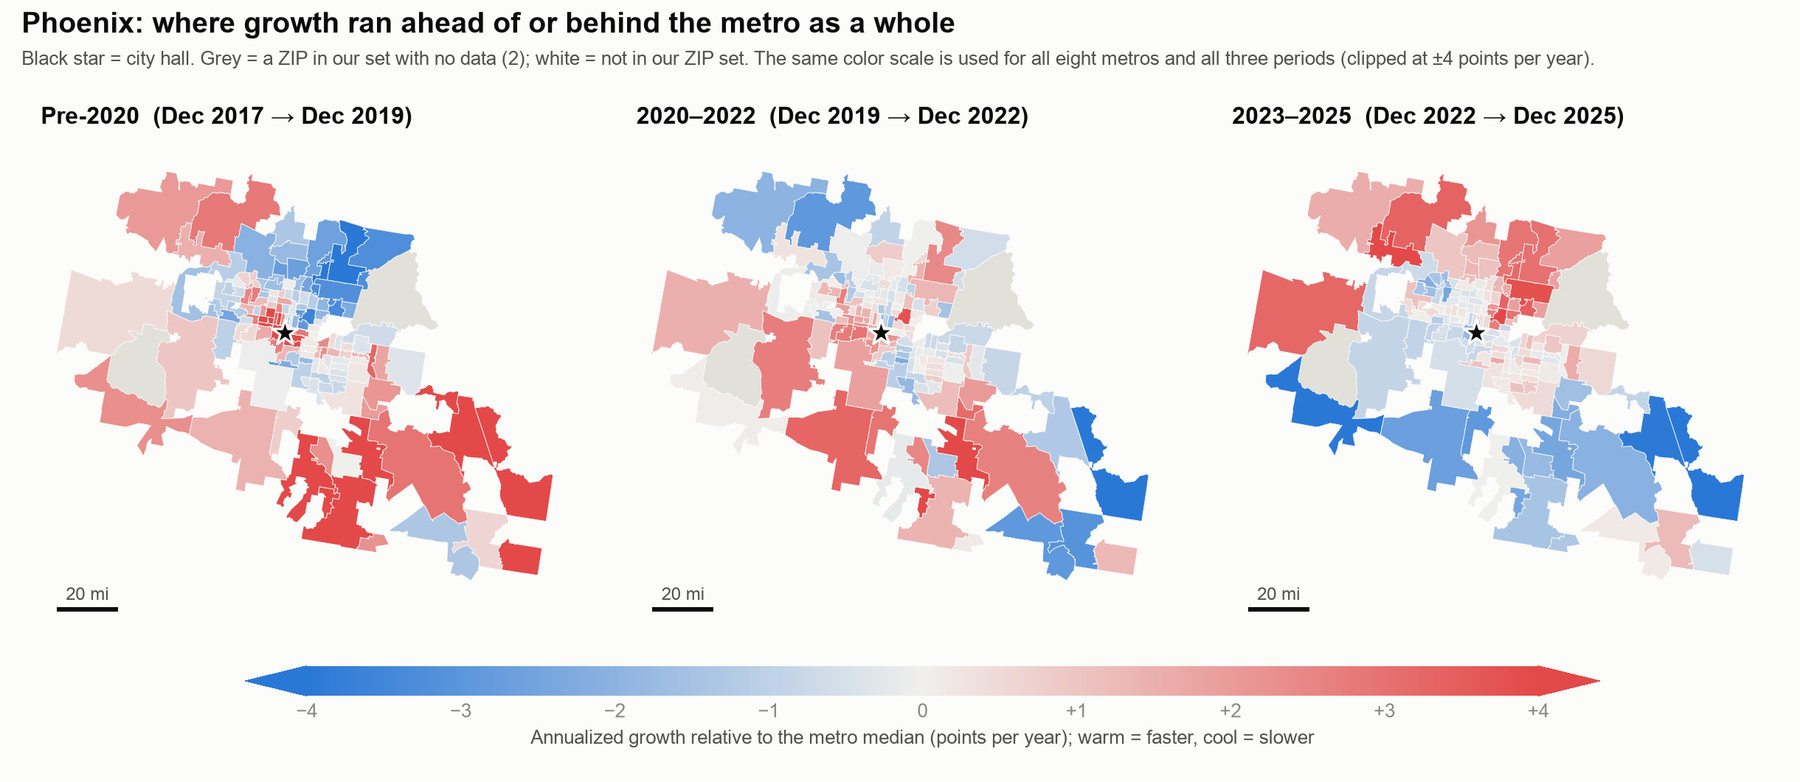 Phoenix: where growth ran ahead of or behind the metro as a whole
Black star = city hall. Grey = a ZIP in our set with no data (2); white = not in our ZIP set. The same color scale is used for all eight metros and all three periods (clipped at ±4 points per year).
Pre-2020 (Dec 2017 → Dec 2019)
2020–2022 (Dec 2019 → Dec 2022)
2023–2025 (Dec 2022 → Dec 2025)
20 mi
20 mi
20 mi
−4 −3 −2 −1 0 +1 +2 +3 +4
Annualized growth relative to the metro median (points per year); warm = faster, cool = slower